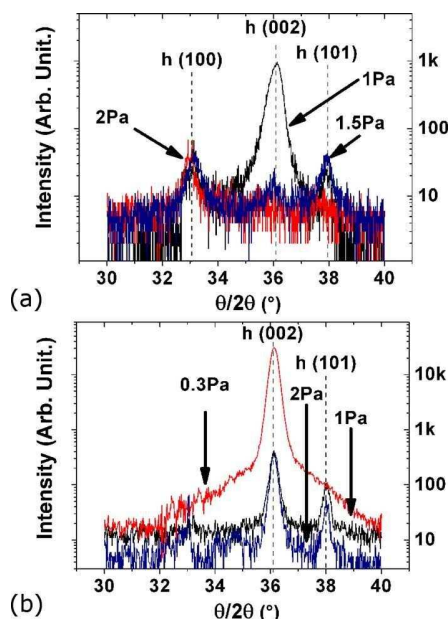 h (002)
h (100)
h (101)
2Pa
1Pa
1.5Pa
Intensity (Arb. Unit.)
1k
100
10
30 32 34 36 38 40
θ/2θ (°)
(a)
h (002)
h (101)
0.3Pa
2Pa
1Pa
Intensity (Arb. Unit.)
10k
1k
100
10
30 32 34 36 38 40
θ/2θ (°)
(b)